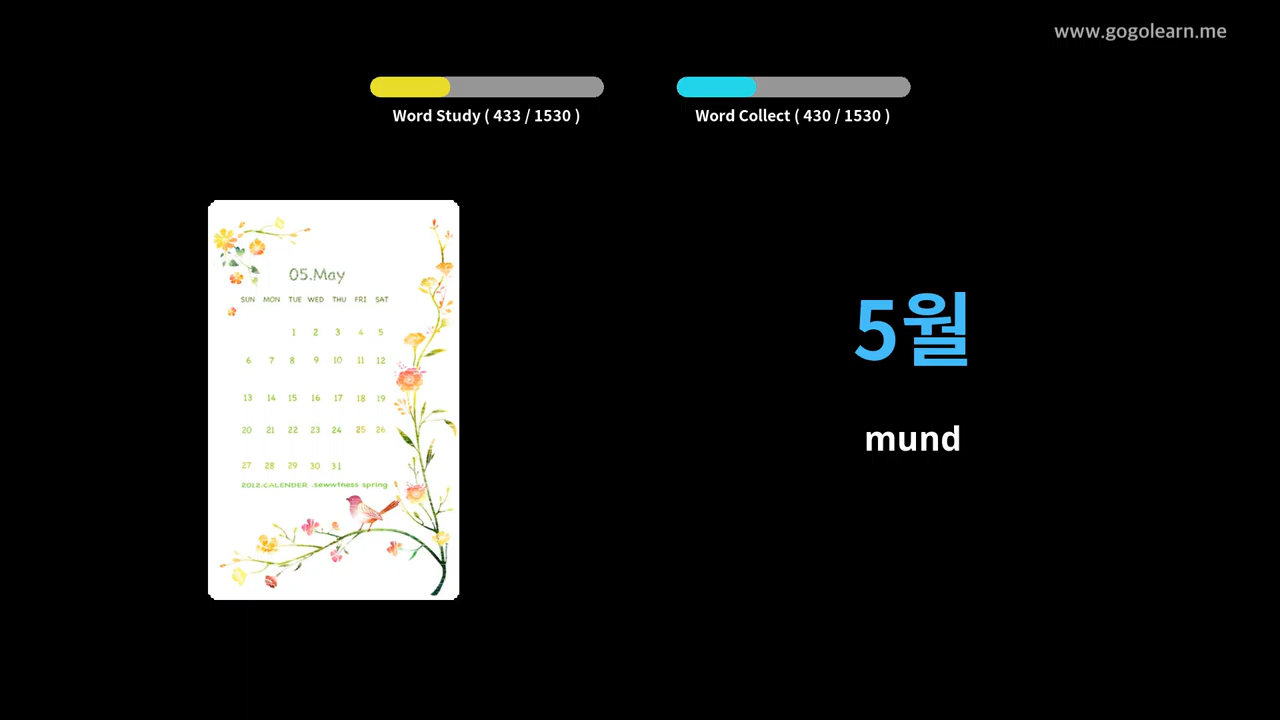 www.gogolearn.me
Word Study ( 433 / 1530 )
Word Collect ( 430 / 1530 )
05.May
SUN MON TUE WED THU FRI SAT
1 2 3 4 5
6 7 8 9 10 11 12
13 14 15 16 17 18 19
20 21 22 23 24 25 26
27 28 29 30 31
2012.CALENDER .sewwtness spring
5월
mund